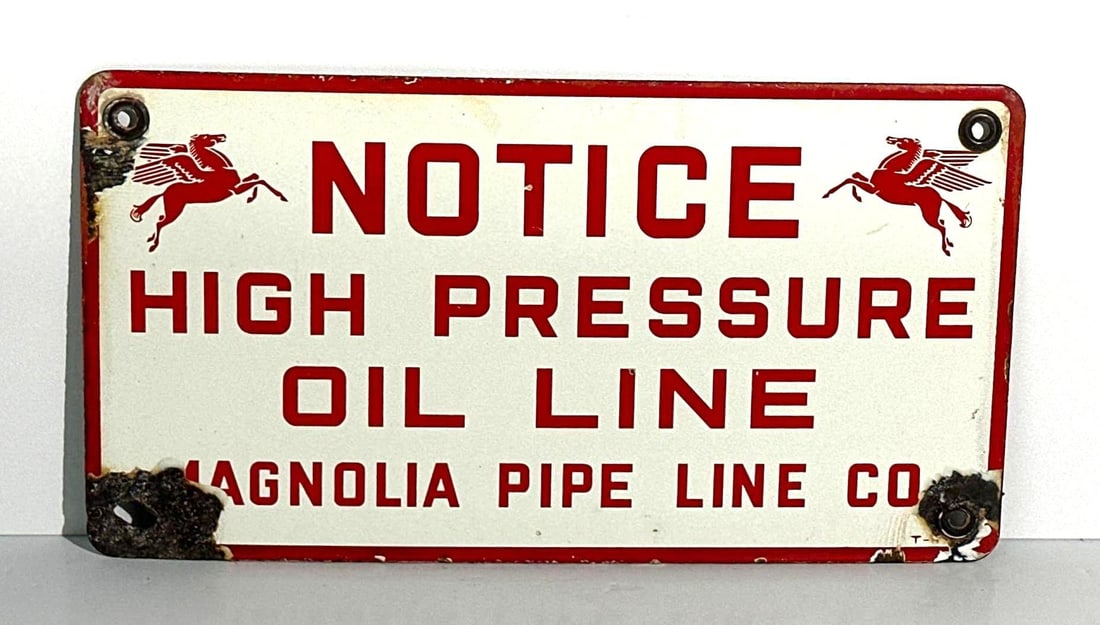 NOTICE
HIGH PRESSURE
OIL LINE
MAGNOLIA PIPE LINE CO
T-